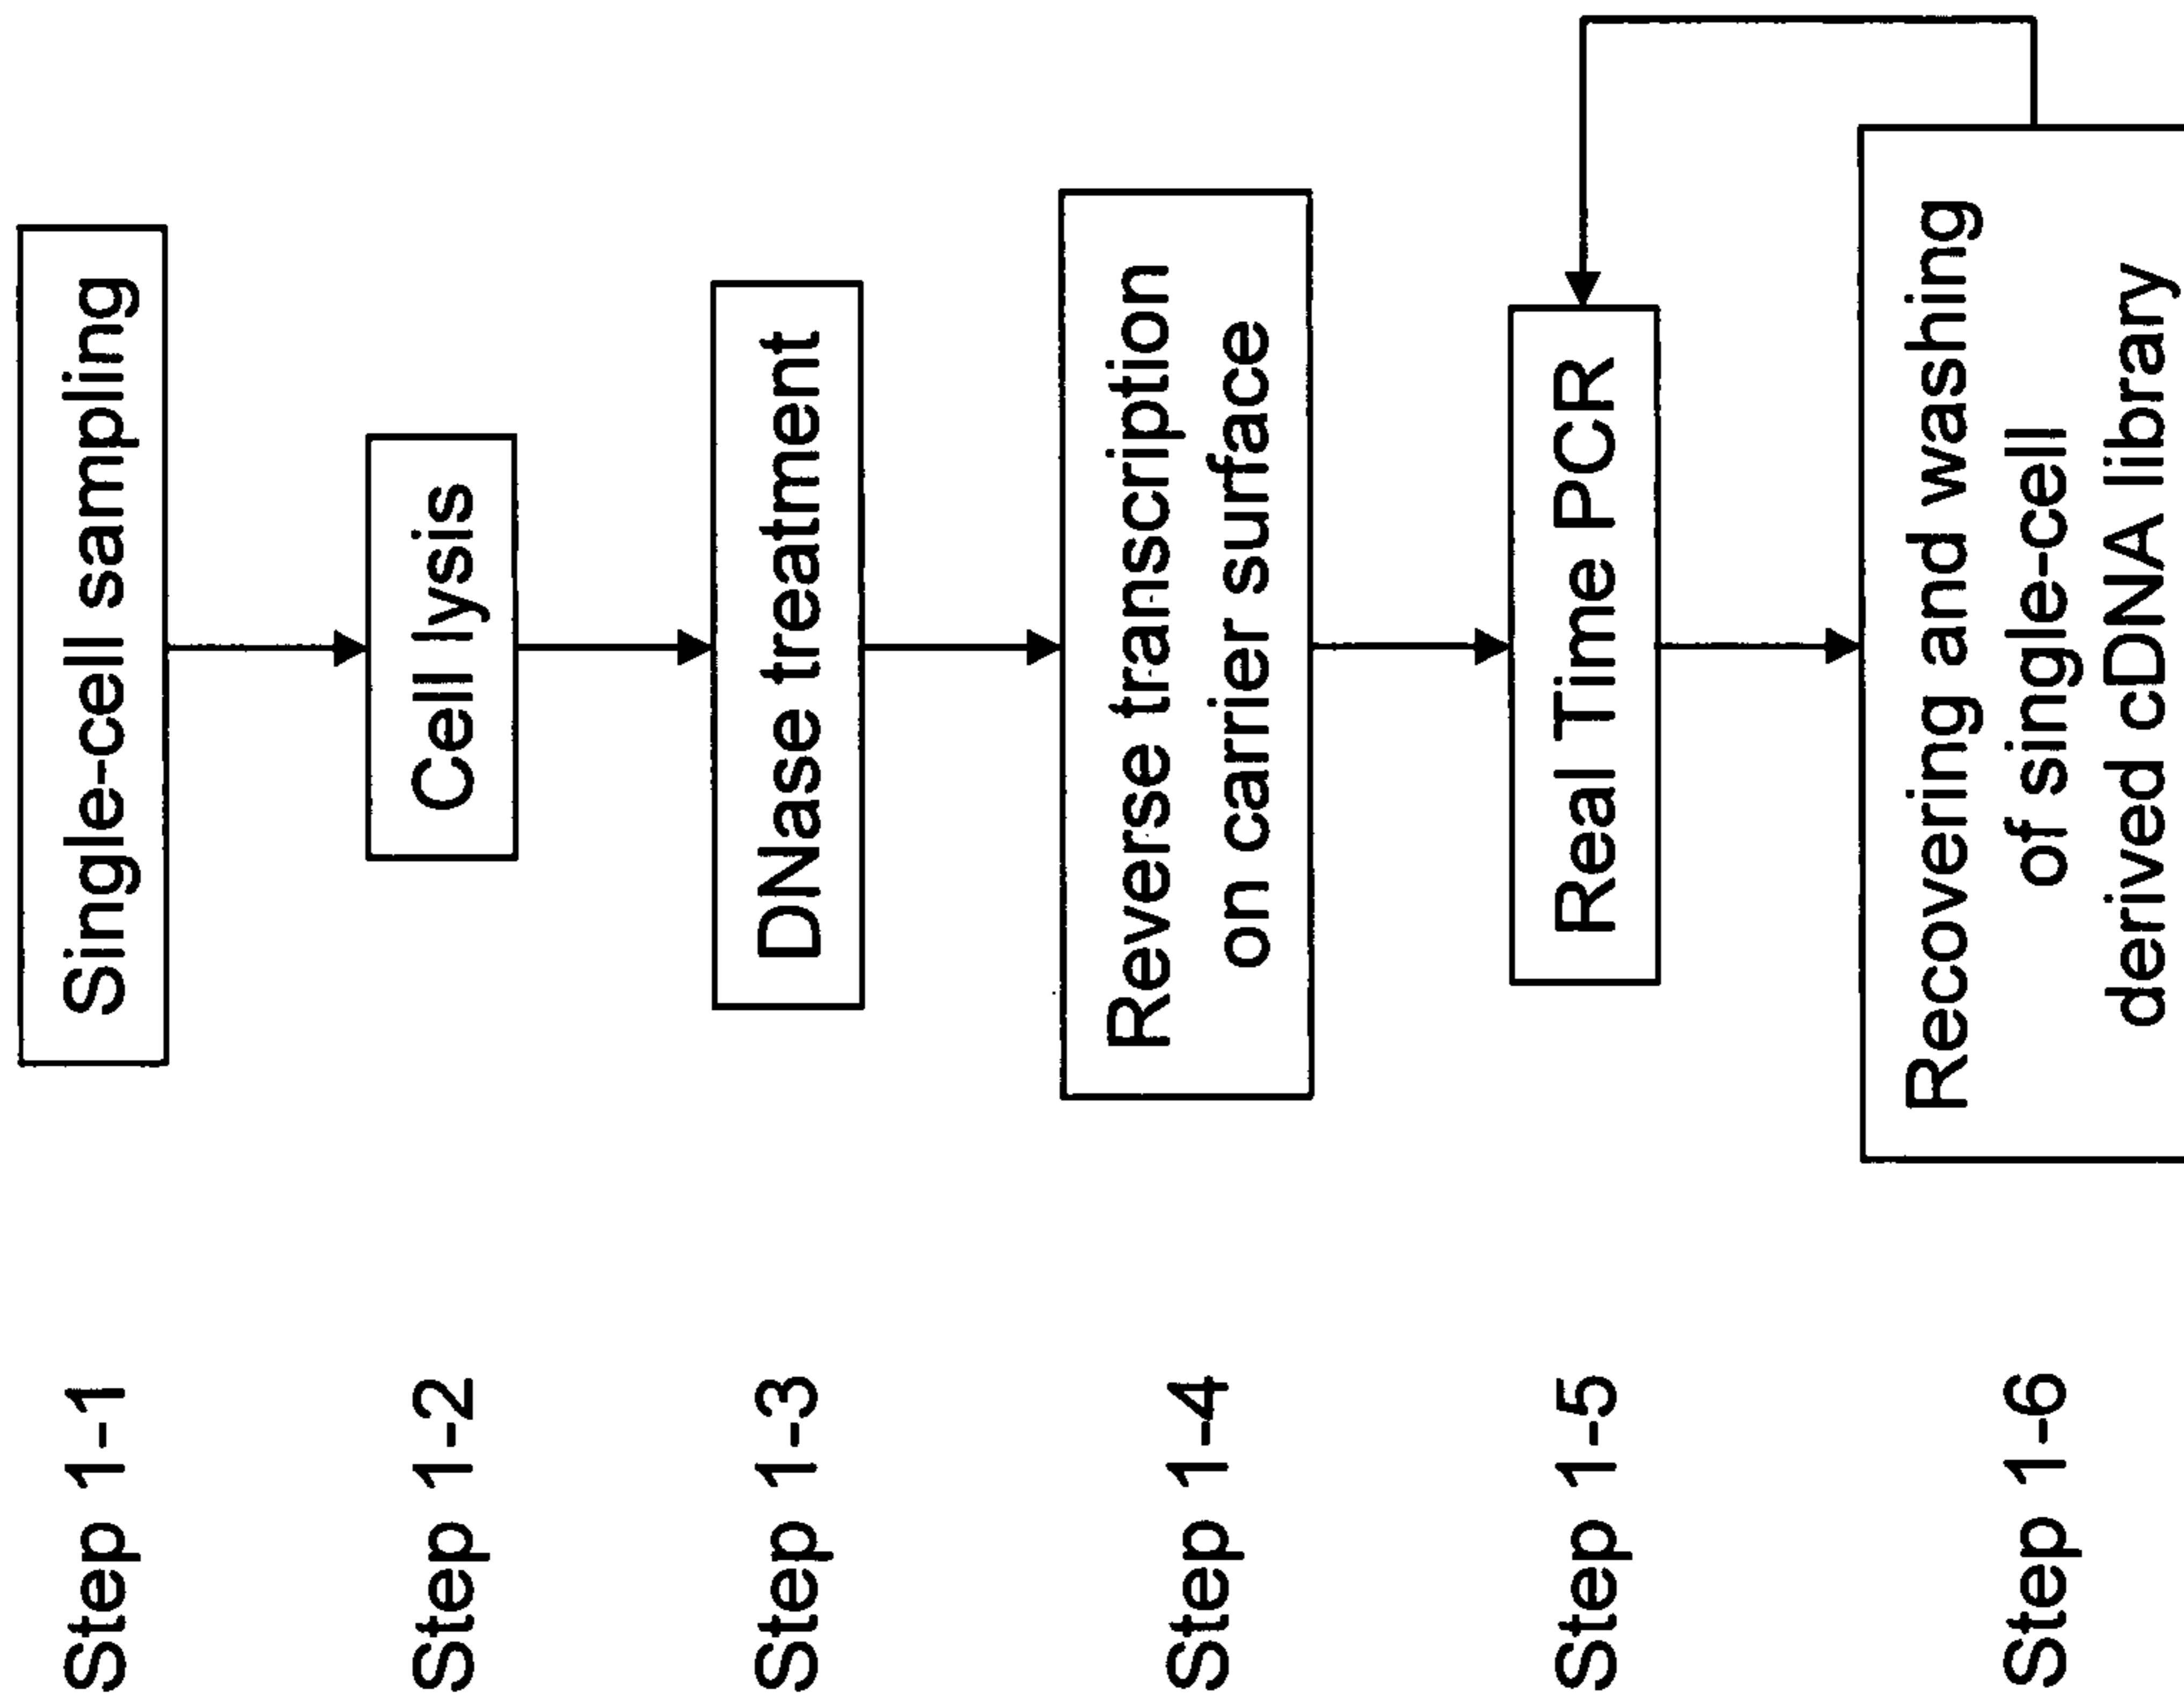 Step 1-1
Single-cell sampling
Step 1-2
Cell lysis
Step 1-3
DNase treatment
Step 1-4
Reverse transcription
on carrier surface
Step 1-5
Real Time PCR
Step 1-6
Recovering and washing
of single-cell
derived cDNA library